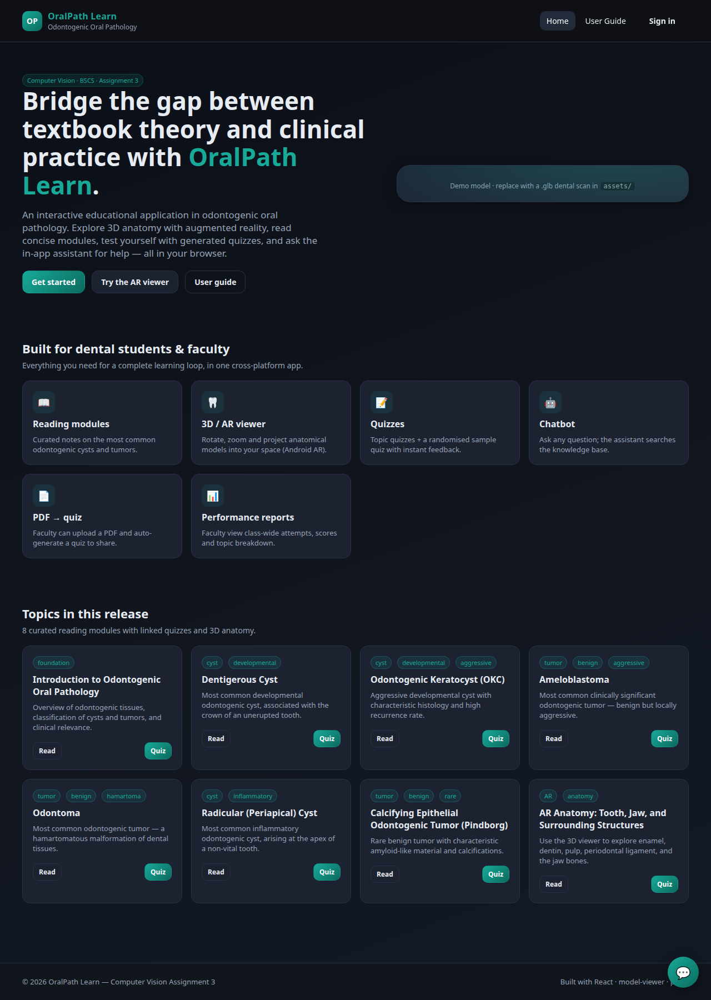 OP
OralPath Learn
Odontogenic Oral Pathology
Home
User Guide
Sign in
Computer Vision · BSCS · Assignment 3
Bridge the gap between
textbook theory and clinical
practice with OralPath
Learn.
An interactive educational application in odontogenic oral
pathology. Explore 3D anatomy with augmented reality, read
concise modules, test yourself with generated quizzes, and ask the
in-app assistant for help — all in your browser.
Get started
Try the AR viewer
User guide
Demo model · replace with a .glb dental scan in assets/
Built for dental students & faculty
Everything you need for a complete learning loop, in one cross-platform app.
Reading modules
Curated notes on the most common
odontogenic cysts and tumors.
3D / AR viewer
Rotate, zoom and project anatomical
models into your space (Android AR).
Quizzes
Topic quizzes + a randomised sample
quiz with instant feedback.
Chatbot
Ask any question; the assistant searches
the knowledge base.
PDF → quiz
Faculty can upload a PDF and auto-
generate a quiz to share.
Performance reports
Faculty view class-wide attempts, scores
and topic breakdown.
Topics in this release
8 curated reading modules with linked quizzes and 3D anatomy.
foundation
Introduction to Odontogenic
Oral Pathology
Overview of odontogenic tissues,
classification of cysts and tumors, and
clinical relevance.
Read
Quiz
cyst
developmental
Dentigerous Cyst
Most common developmental
odontogenic cyst, associated with the
crown of an unerupted tooth.
Read
Quiz
cyst
developmental
aggressive
Odontogenic Keratocyst (OKC)
Aggressive developmental cyst with
characteristic histology and high
recurrence rate.
Read
Quiz
tumor
benign
aggressive
Ameloblastoma
Most common clinically significant
odontogenic tumor — benign but locally
aggressive.
Read
Quiz
tumor
benign
hamartoma
Odontoma
Most common odontogenic tumor — a
hamartomatous malformation of dental
tissues.
Read
Quiz
cyst
inflammatory
Radicular (Periapical) Cyst
Most common inflammatory
odontogenic cyst, arising at the apex of
a non-vital tooth.
Read
Quiz
tumor
benign
rare
Calcifying Epithelial
Odontogenic Tumor (Pindborg)
Rare benign tumor with characteristic
amyloid-like material and calcifications.
Read
Quiz
AR
anatomy
AR Anatomy: Tooth, Jaw, and
Surrounding Structures
Use the 3D viewer to explore enamel,
dentin, pulp, periodontal ligament, and
the jaw bones.
Read
Quiz
© 2026 OralPath Learn — Computer Vision Assignment 3
Built with React · model-viewer ·